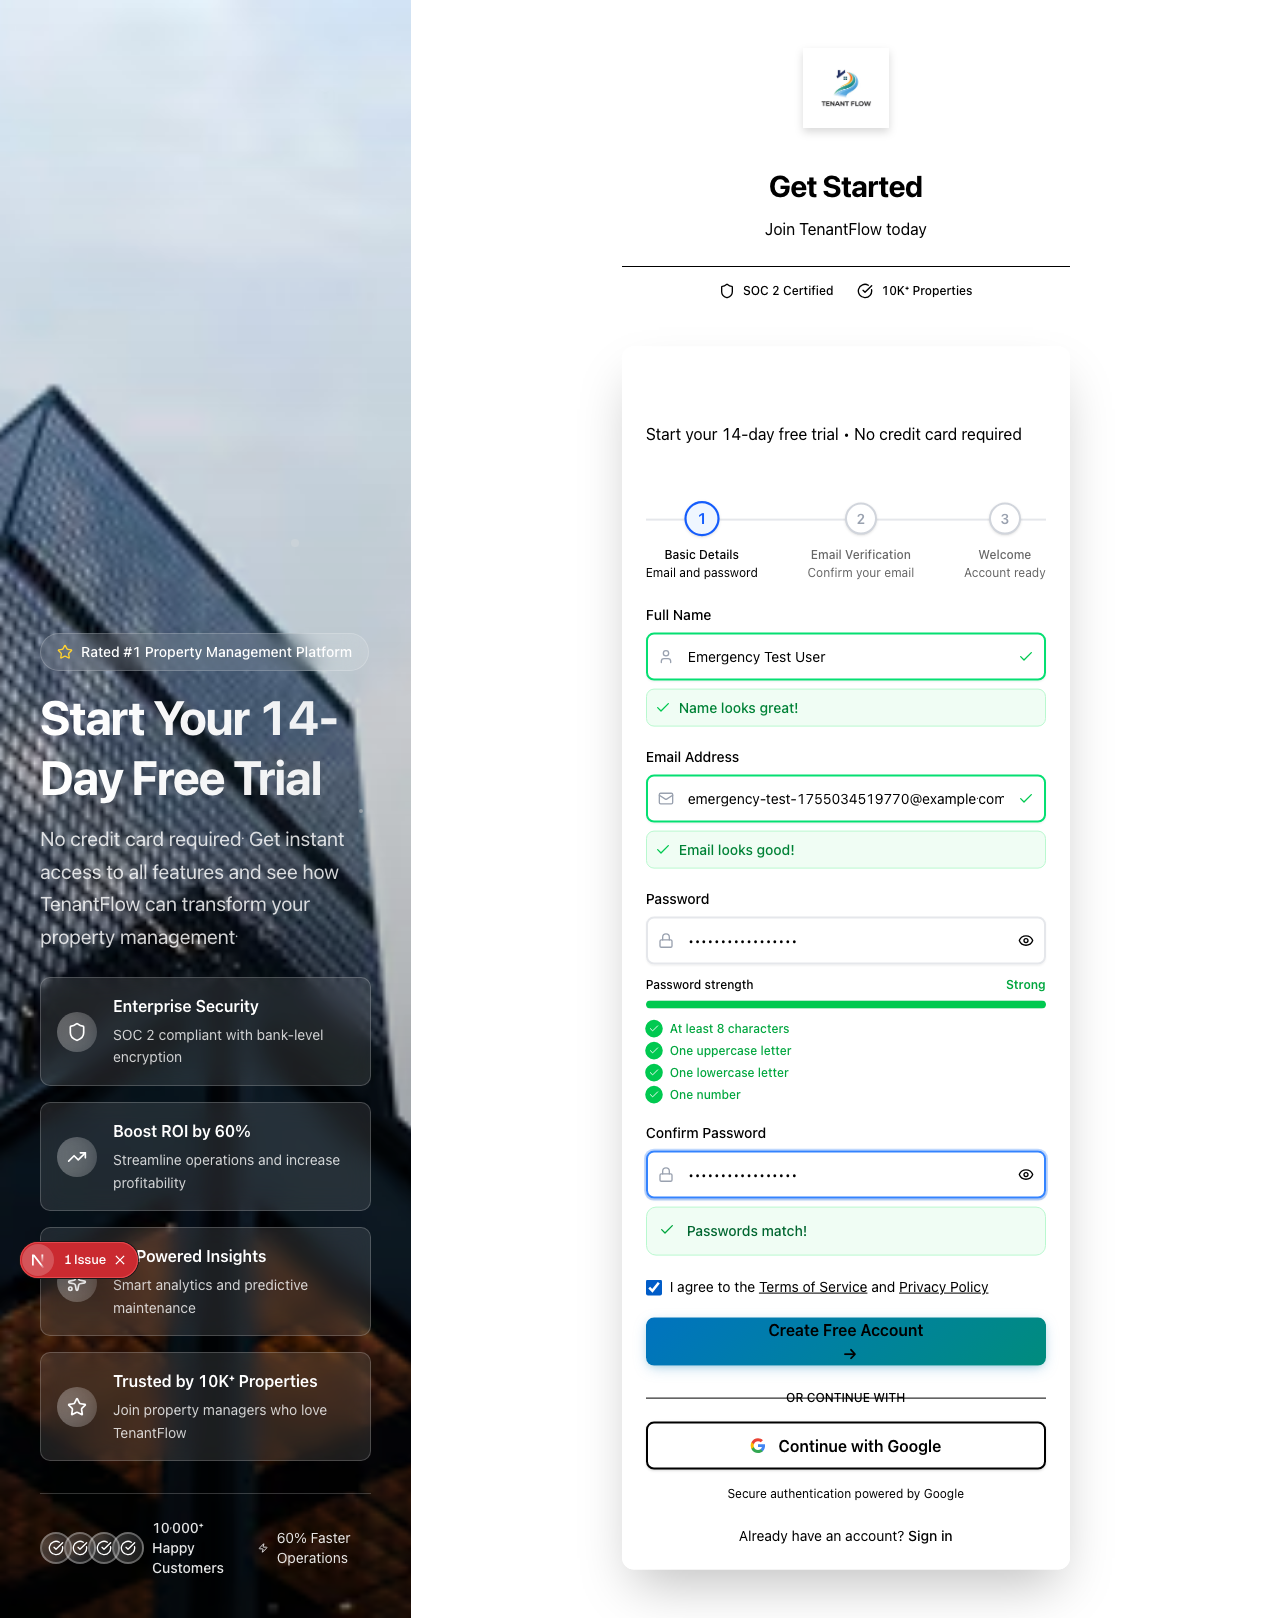 Rated #1 Property Management Platform
Start Your 14-
Day Free Trial
No credit card required· Get instant
access to all features and see how
TenantFlow can transform your
property management·
Enterprise Security
SOC 2 compliant with bank-level
encryption
Boost ROI by 60%
Streamline operations and increase
profitability
Powered Insights
Smart analytics and predictive
maintenance
N 1 Issue
Trusted by 10K⁺ Properties
Join property managers who love
TenantFlow
10·000⁺
Happy
Customers
60% Faster
Operations
TENANT FLOW
Get Started
Join TenantFlow today
SOC 2 Certified
10K⁺ Properties
Start your 14-day free trial • No credit card required
1
2
3
Basic Details
Email Verification
Welcome
Email and password
Confirm your email
Account ready
Full Name
Emergency Test User
Name looks great!
Email Address
emergency-test-1755034519770@example·com
Email looks good!
Password
•••••••••••••••••
Password strength
Strong
At least 8 characters
One uppercase letter
One lowercase letter
One number
Confirm Password
•••••••••••••••••
Passwords match!
I agree to the Terms of Service and Privacy Policy
Create Free Account
→
OR CONTINUE WITH
Continue with Google
Secure authentication powered by Google
Already have an account? Sign in